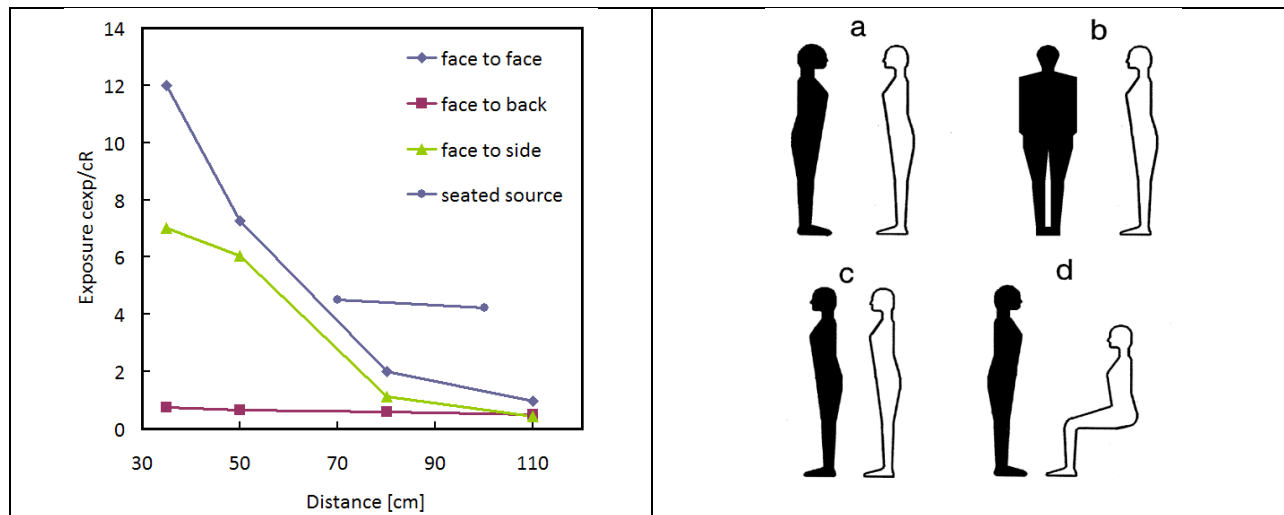 14
12
10
8
6
4
2
0
30
50
70
90
110
Exposure cexp/cR
Distance [cm]
face to face
face to back
face to side
seated source
a
b
c
d